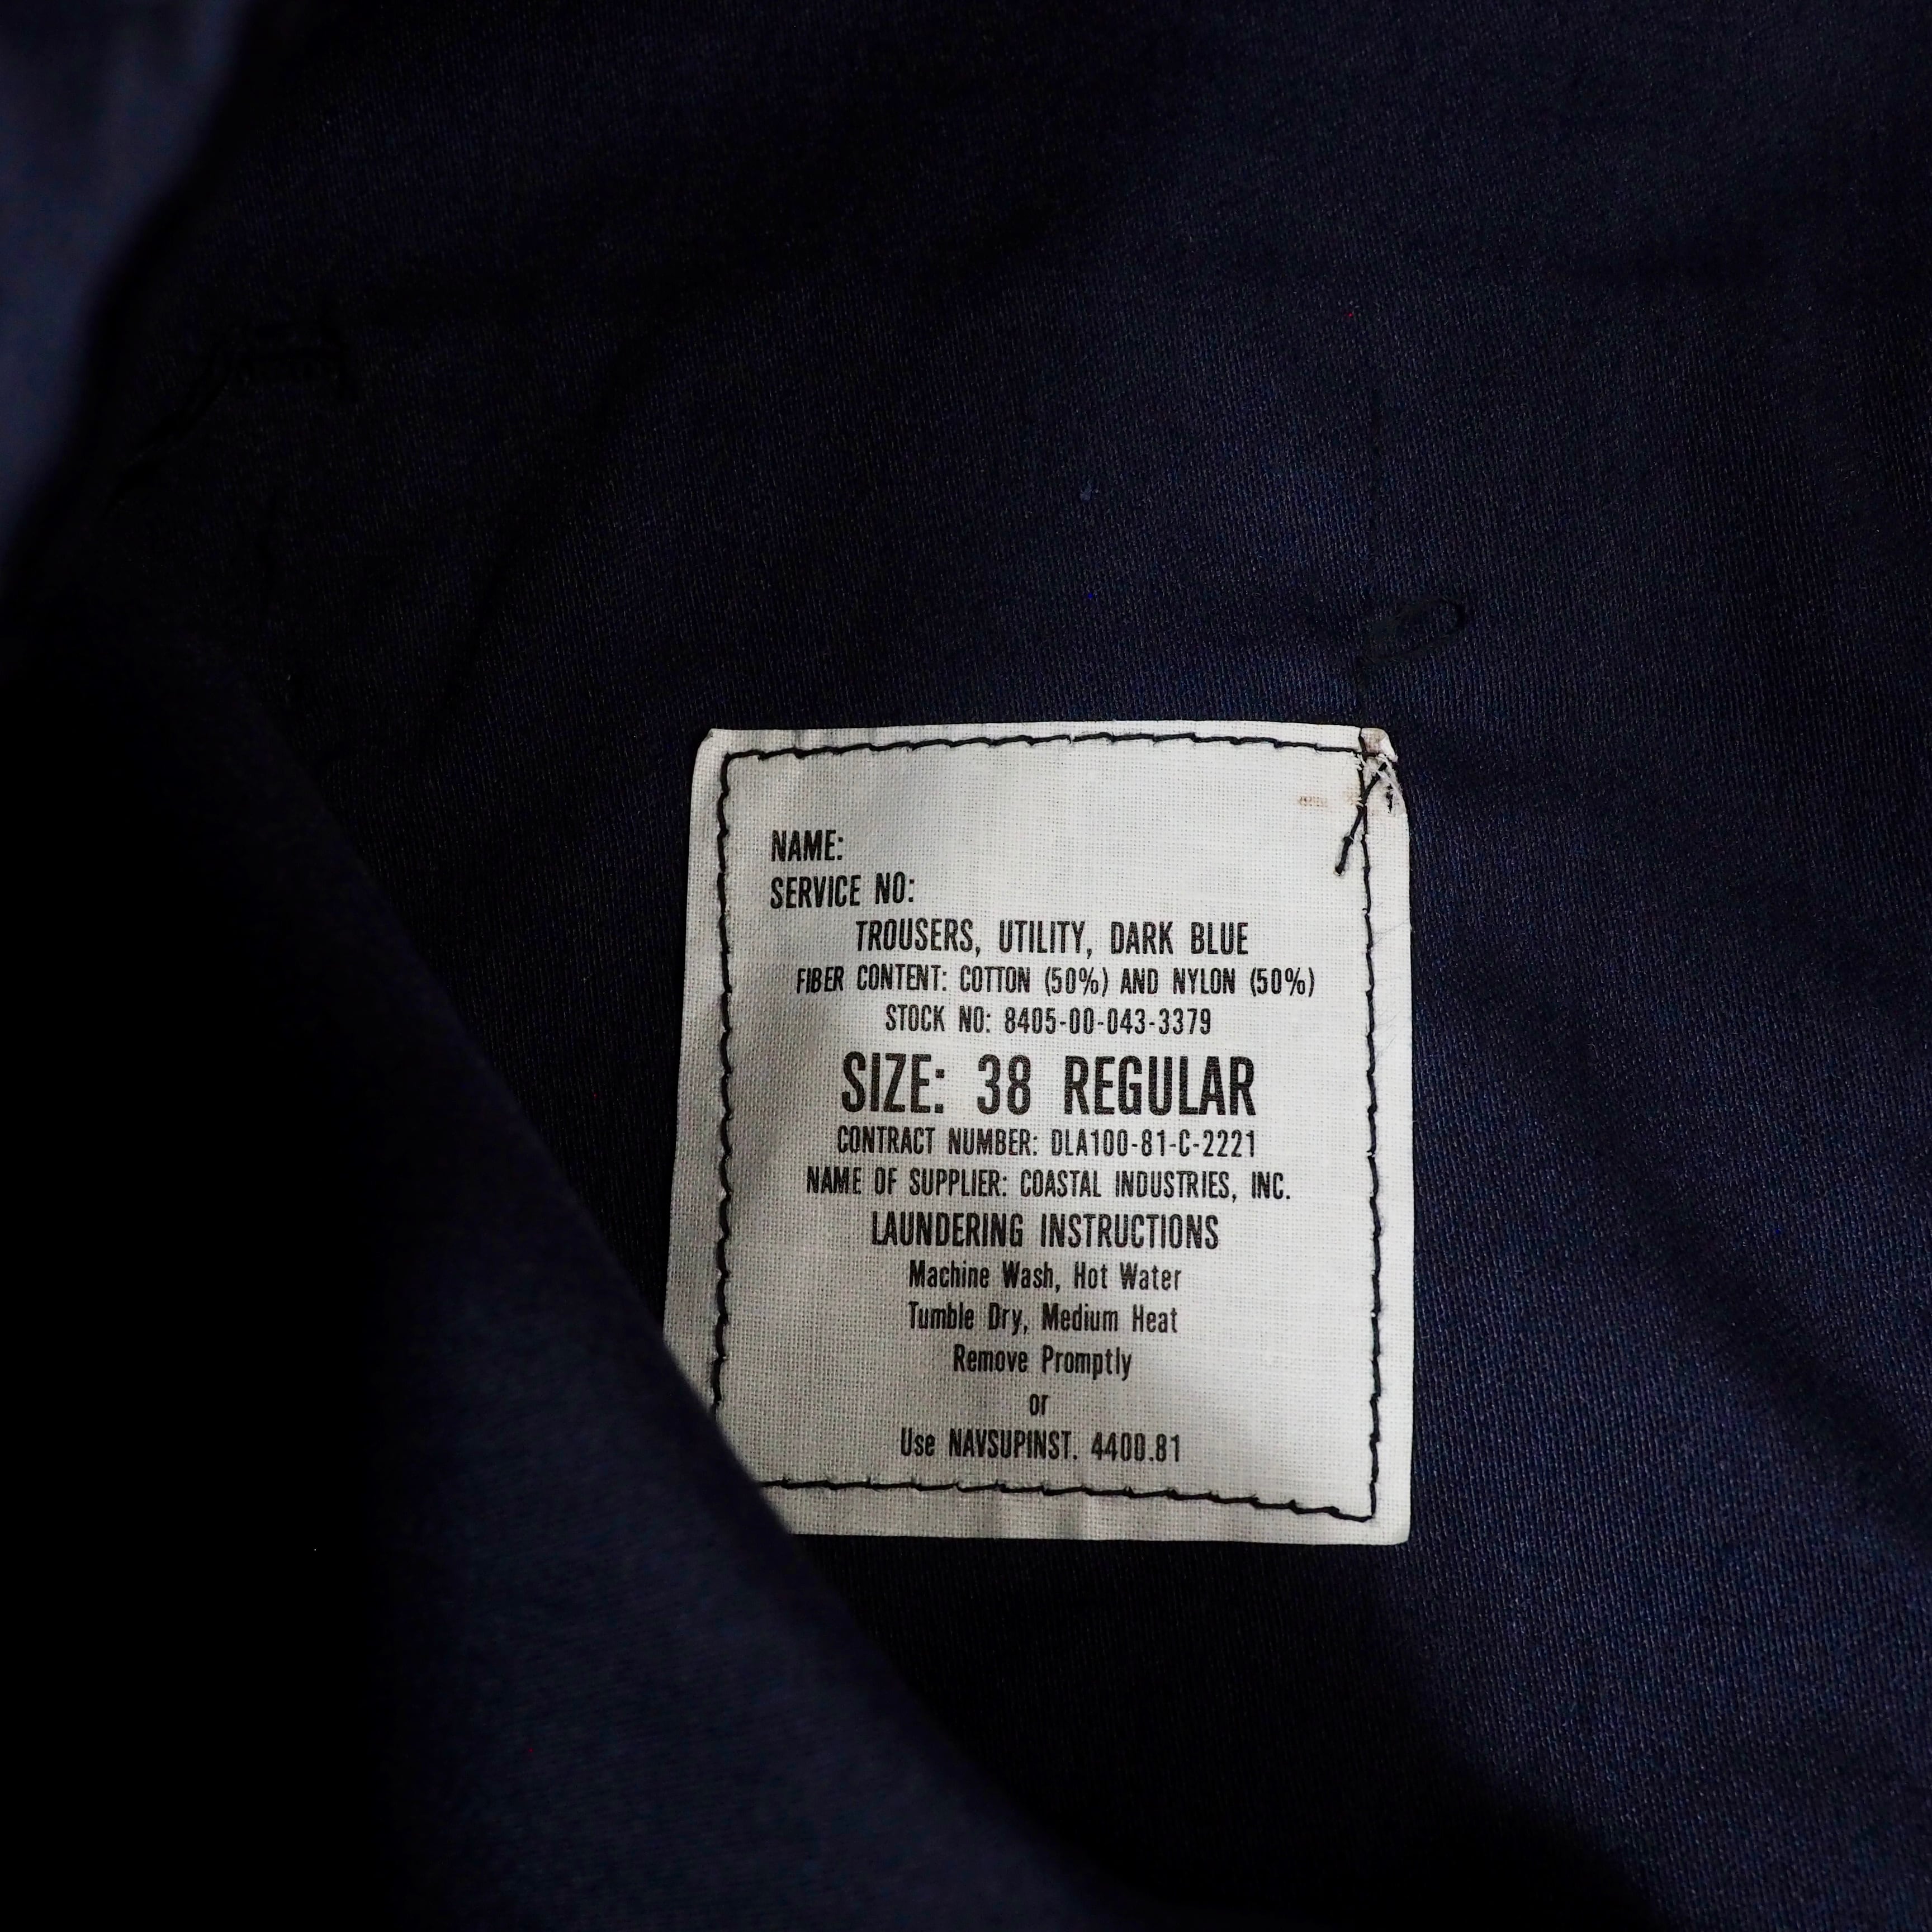 NAME:
SERVICE NO:
TROUSERS, UTILITY, DARK BLUE
FIBER CONTENT: COTTON (50%) AND NYLON (50%)
STOCK NO: 8405-00-043-3379
SIZE: 38 REGULAR
CONTRACT NUMBER: DLA100-81-C-2221
NAME OF SUPPLIER: COASTAL INDUSTRIES, INC.
LAUNDERING INSTRUCTIONS
Machine Wash, Hot Water
Tumble Dry, Medium Heat
Remove Promptly
or
Use NAVSUPINST. 4400.81